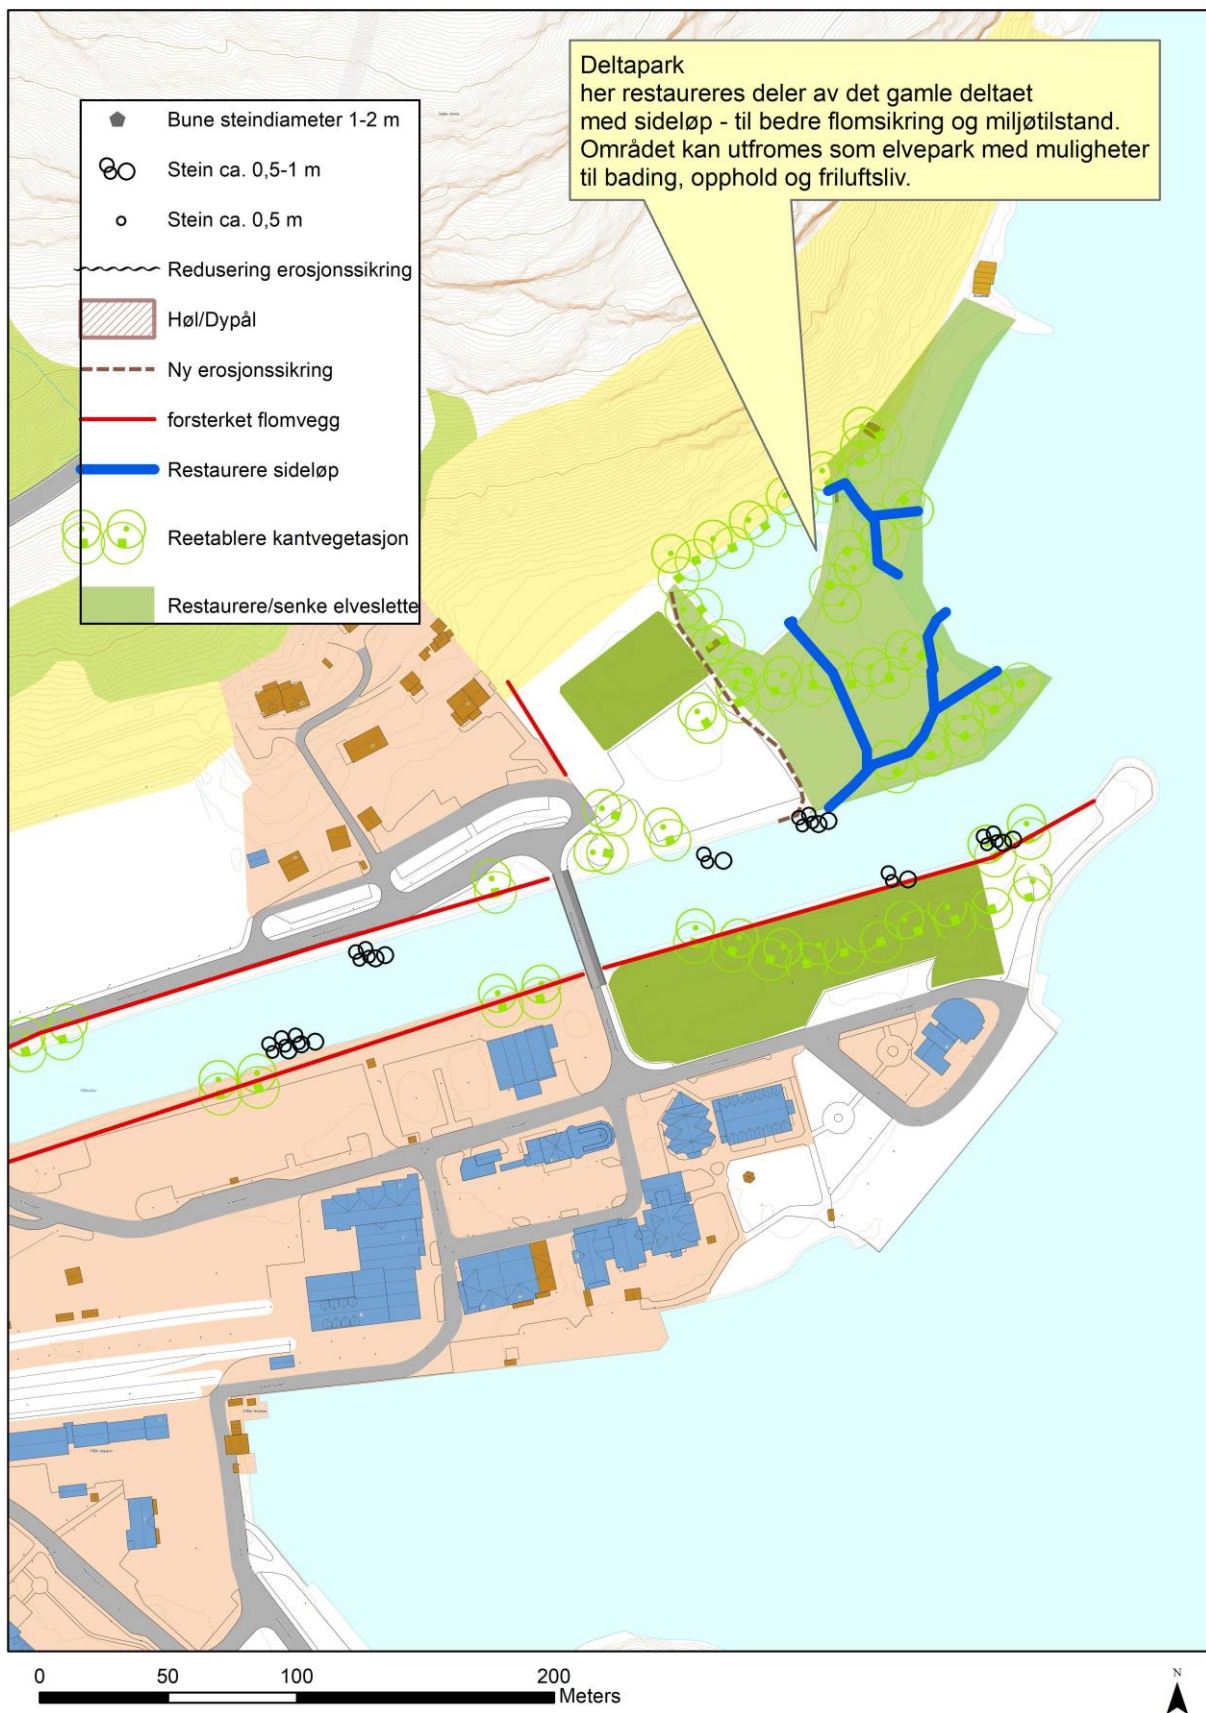 Deltapark
her restaureres deler av det gamle deltaet
med sideløp - til bedre flomsikring og miljøtilstand.
Området kan utfromes som elvepark med muligheter
til bading, opphold og friluftsliv.
Bune steindiameter 1-2 m
Stein ca. 0,5-1 m
Stein ca. 0,5 m
Redusering erosjonssikring
Høl/Dypål
Ny erosjonssikring
forsterket flomvegg
Restaurere sideløp
Reetablere kantvegetasjon
Restaurere/senke elveslette
0 50 100 200
Meters
N